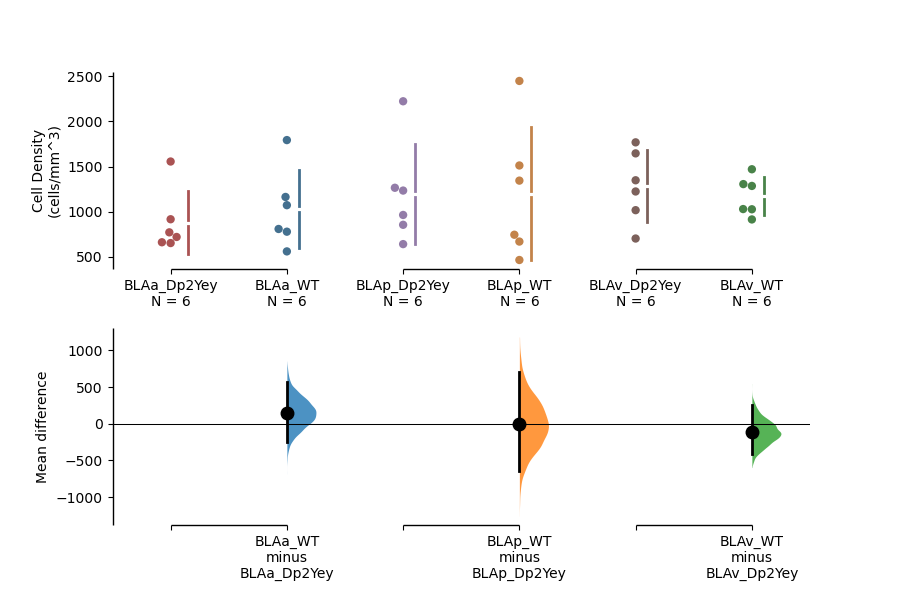 Cell Density
(cells/mm^3)
2500
2000
1500
1000
500
BLAa_Dp2Yey
N = 6
BLAa_WT
N = 6
BLAp_Dp2Yey
N = 6
BLAp_WT
N = 6
BLAv_Dp2Yey
N = 6
BLAv_WT
N = 6
Mean difference
1000
500
0
−500
−1000
BLAa_WT
minus
BLAa_Dp2Yey
BLAp_WT
minus
BLAp_Dp2Yey
BLAv_WT
minus
BLAv_Dp2Yey